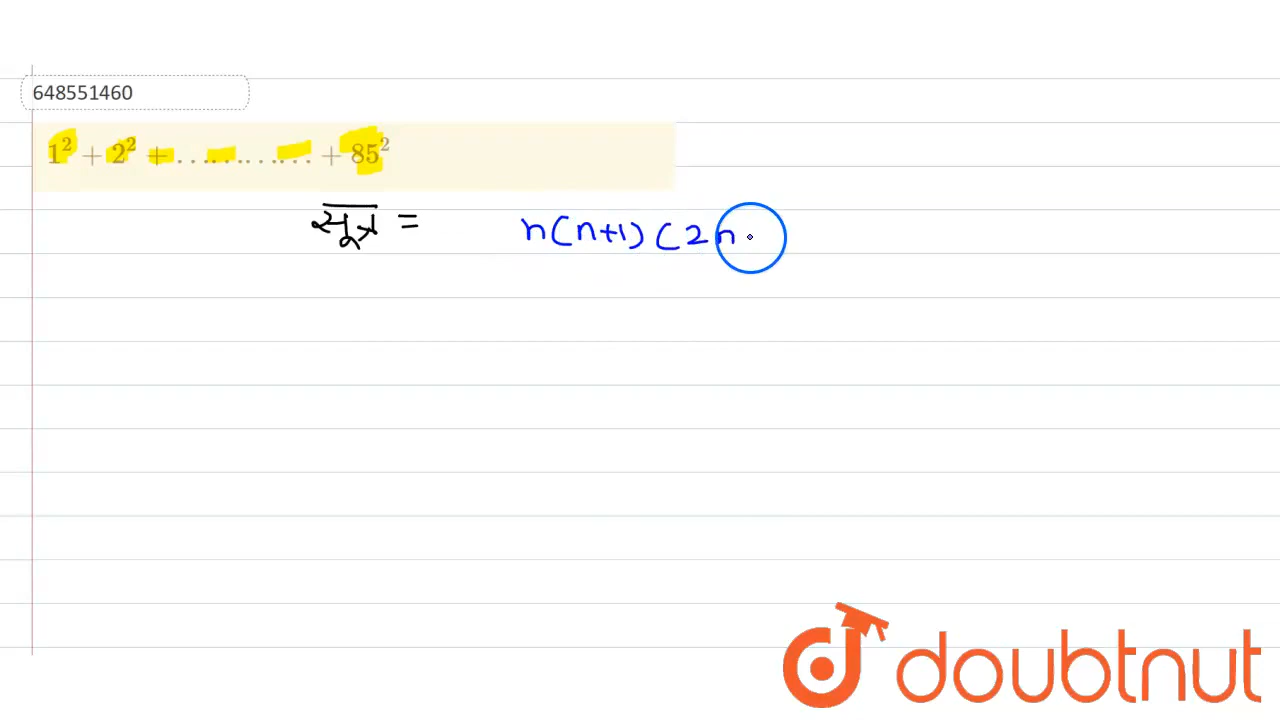 648551460
1² + 2² + ………… + 85²
सूत्र = n(n+1)(2n
doubtnut